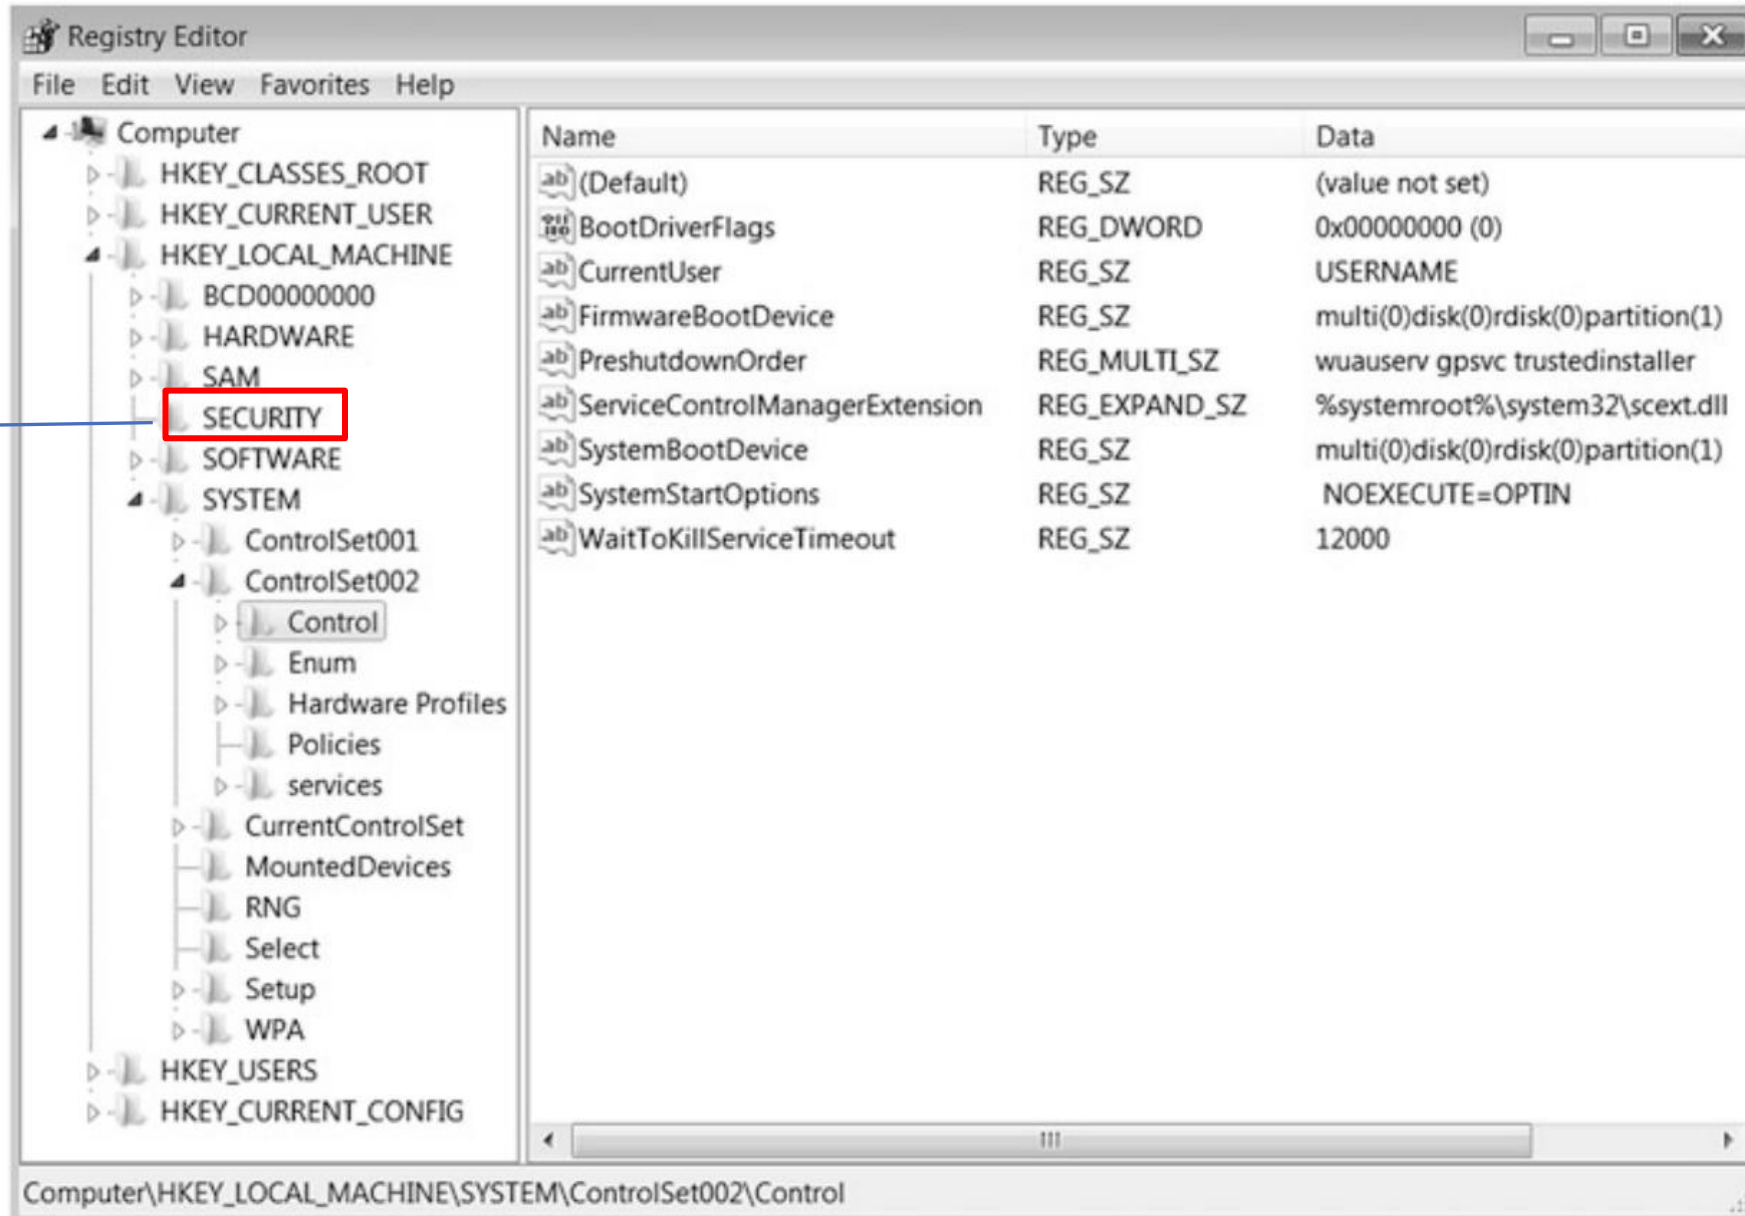 Registry Editor
File Edit View Favorites Help
Computer
HKEY_CLASSES_ROOT
HKEY_CURRENT_USER
HKEY_LOCAL_MACHINE
BCD00000000
HARDWARE
SAM
SECURITY
SOFTWARE
SYSTEM
ControlSet001
ControlSet002
Control
Enum
Hardware Profiles
Policies
services
CurrentControlSet
MountedDevices
RNG
Select
Setup
WPA
HKEY_USERS
HKEY_CURRENT_CONFIG
Name Type Data
(Default) REG_SZ (value not set)
BootDriverFlags REG_DWORD 0x00000000 (0)
CurrentUser REG_SZ USERNAME
FirmwareBootDevice REG_SZ multi(0)disk(0)rdisk(0)partition(1)
PreshutdownOrder REG_MULTI_SZ wuauserv gpsvc trustedinstaller
ServiceControlManagerExtension REG_EXPAND_SZ %systemroot%\system32\scext.dll
SystemBootDevice REG_SZ multi(0)disk(0)rdisk(0)partition(1)
SystemStartOptions REG_SZ NOEXECUTE=OPTIN
WaitToKillServiceTimeout REG_SZ 12000
Computer\HKEY_LOCAL_MACHINE\SYSTEM\ControlSet002\Control